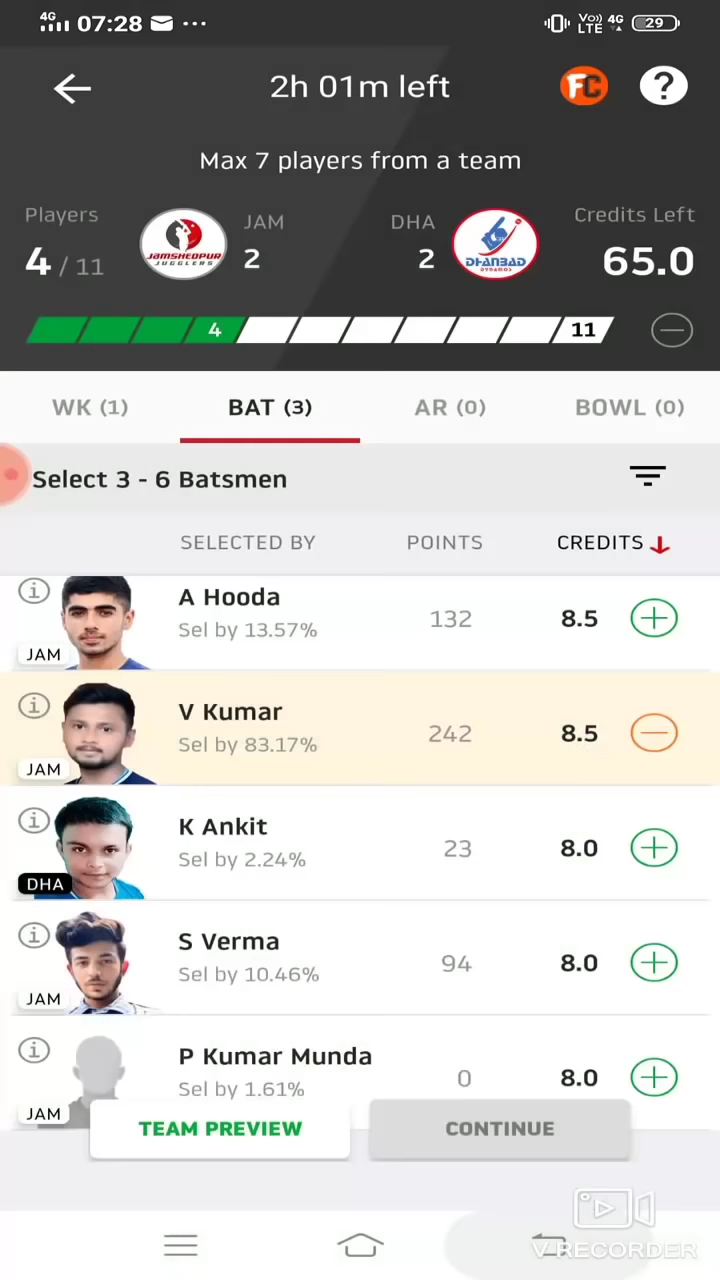 4G 07:28 ... Vo)) LTE 4G 29
2h 01m left FC ?
Max 7 players from a team
Players JAM DHA Credits Left
4 / 11 JAMSHEDPUR JUGGLERS 2 2 DHANBAD DYNAMOS 65.0
4 11
WK (1) BAT (3) AR (0) BOWL (0)
Select 3 - 6 Batsmen
SELECTED BY POINTS CREDITS
i A Hooda
Sel by 13.57% 132 8.5
JAM
i V Kumar
Sel by 83.17% 242 8.5
JAM
i K Ankit
Sel by 2.24% 23 8.0
DHA
i S Verma
Sel by 10.46% 94 8.0
JAM
i P Kumar Munda
Sel by 1.61% 0 8.0
JAM
TEAM PREVIEW CONTINUE
V RECORDER